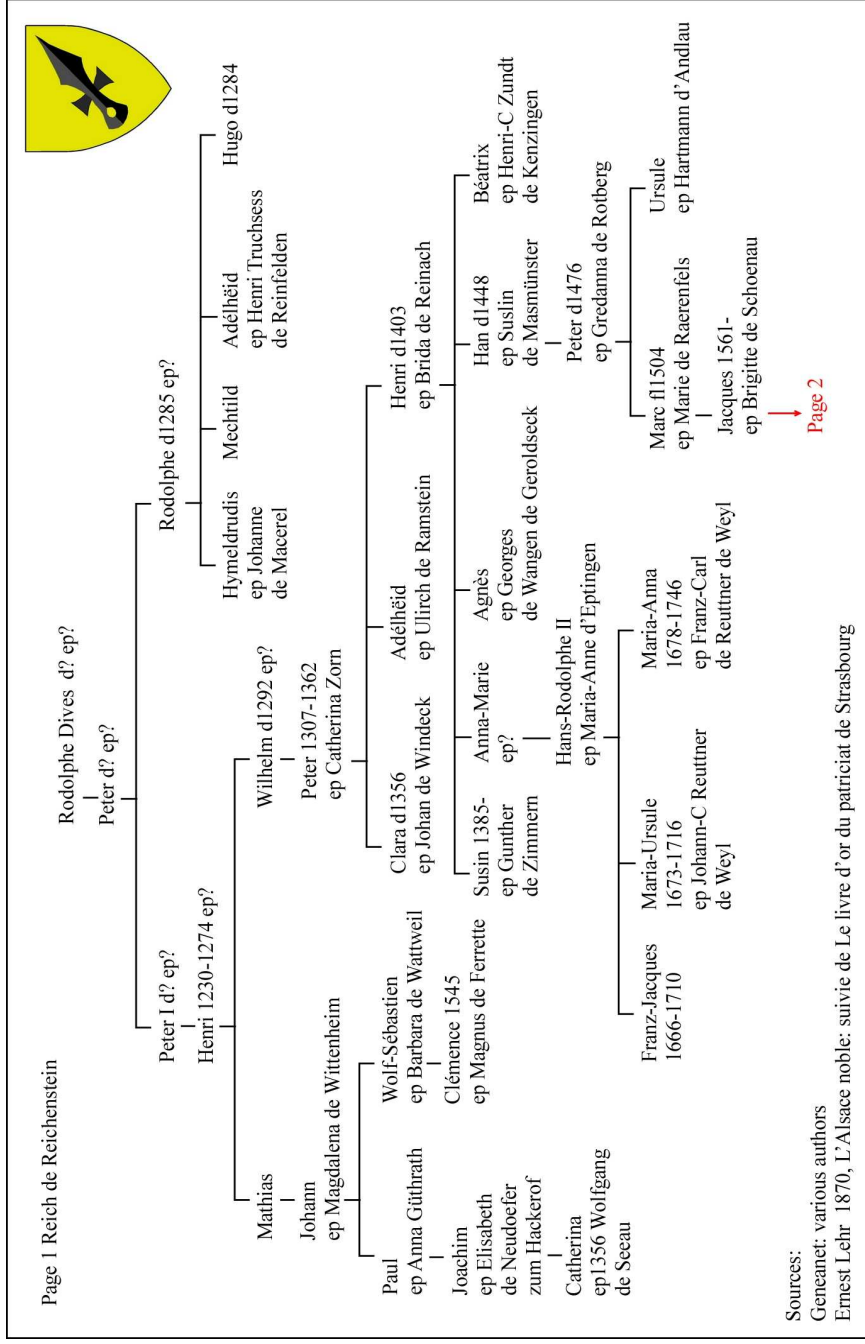 Page 1 Reich de Reichenstein
Rodolphe Dives  d? ep?
Peter d? ep?
Peter I d? ep?
Rodolphe d1285 ep?
Henri 1230-1274 ep?
Hymeldrudis
ep Johanne
de Macerel
Mechtild
Adélhëid
ep Henri Truchsess
de Reinfelden
Hugo d1284
Mathias
Wilhelm d1292 ep?
Johann
ep Magdalena de Wittenheim
Peter 1307-1362
ep Catherina Zorn
Paul
ep Anna Güthrath
Wolf-Sébastien
ep Barbara de Wattweil
Clara d1356
ep Johan de Windeck
Adélhëid
ep Ulirch de Ramstein
Henri d1403
ep Brida de Reinach
Joachim
ep Elisabeth
de Neudoefer
zum Hackerof
Clémence 1545
ep Magnus de Ferrette
Susin 1385-
ep Gunther
de Zimmern
Anna-Marie
ep?
Agnès
ep Georges
de Wangen de Geroldseck
Han d1448
ep Suslin
de Masmünster
Béatrix
ep Henri-C Zundt
de Kenzingen
Catherina
ep1356 Wolfgang
de Seeau
Hans-Rodolphe II
ep Maria-Anne d'Eptingen
Peter d1476
ep Gredanna de Rotberg
Franz-Jacques
1666-1710
Maria-Ursule
1673-1716
ep Johann-C Reuttner
de Weyl
Maria-Anna
1678-1746
ep Franz-Carl
de Reuttner de Weyl
Marc fl1504
ep Marie de Raerenfels
Ursule
ep Hartmann d'Andlau
Jacques 1561-
ep Brigitte de Schoenau
Page 2
Sources:
Geneanet: various authors
Ernest Lehr  1870, L'Alsace noble: suivie de Le livre d'or du patriciat de Strasbourg